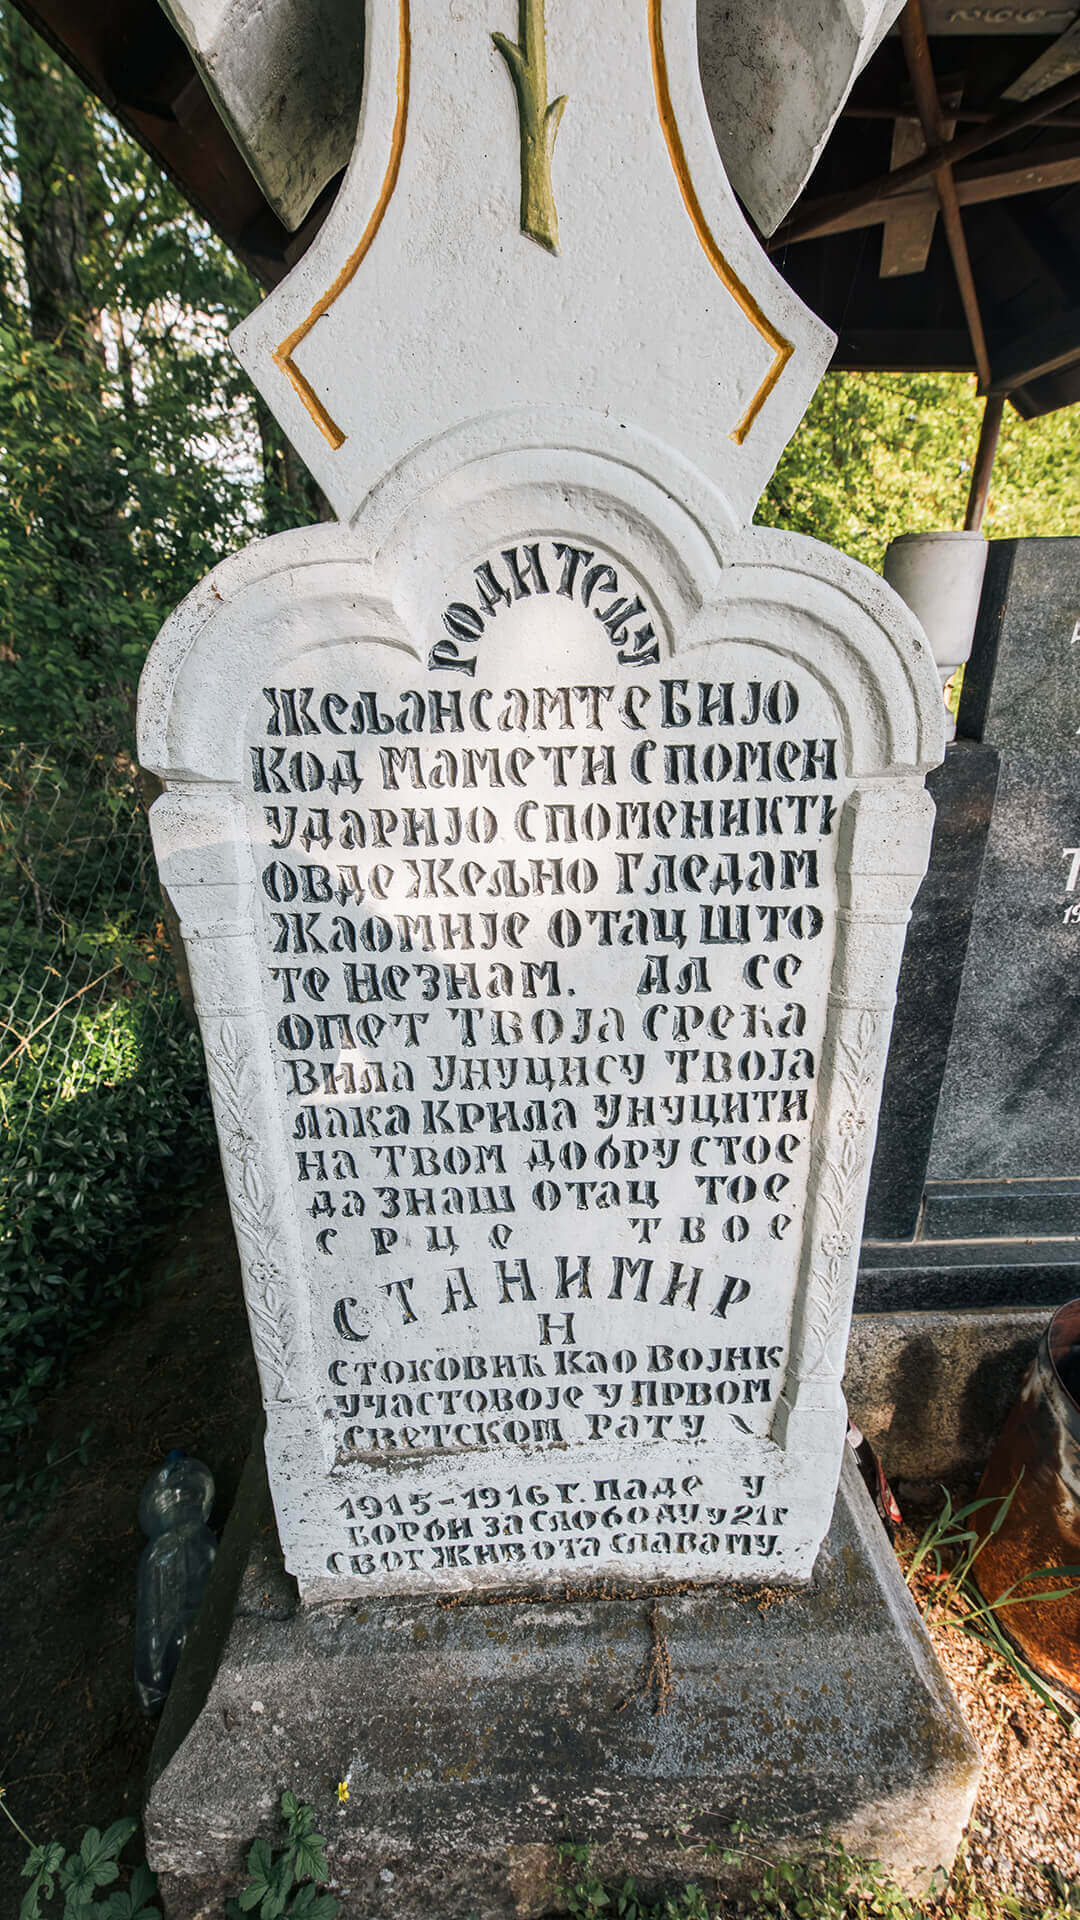 РОДИТЕЉУ
ЖЕЉАН САМ ТЕ БИЈО
КОД МАМЕ ТИ СПОМЕН
УДАРИЈО СПОМЕНИК ТИ
ОВДЕ ЖЕЉНО ГЛЕДАМ
ЖАО МИ ЈЕ ОТАЦ ШТО
ТЕ НЕЗНАМ. АЛ СЕ
ОПЕТ ТВОЈА СРЕЋА
ВИЛА УНУЦИ СУ ТВОЈА
ЛАКА КРИЛА УНУЦИ ТИ
НА ТВОМ ДОБРУ СТОЕ
ДА ЗНАШ ОТАЦ ТОЕ
СРЦЕ ТВОЕ
СТАНИМИР
Н
СТОКОВИЋ КАО ВОЈНК
УЧАСТОВОЈЕ У ПРВОМ
СВЕТСКОМ РАТУ
1915-1916 Г. ПАДЕ У
БОРБИ ЗА СЛОБОДУ У 21 Г
СВОГ ЖИВОТА СЛАВА МУ.